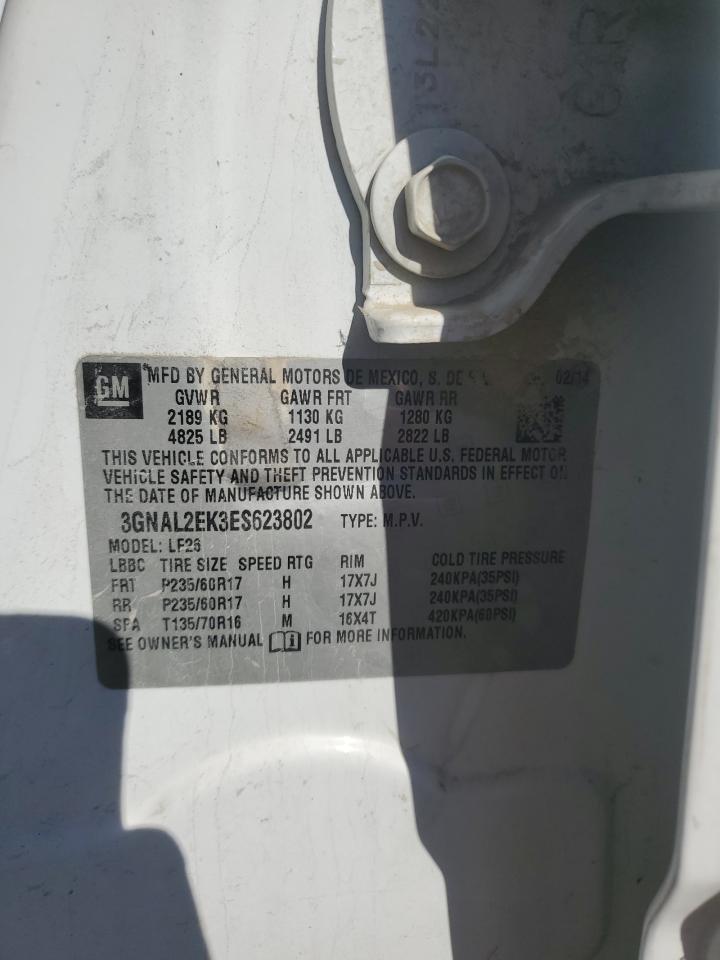 13L22
GM
MFD BY GENERAL MOTORS DE MEXICO, S. DE 02/14
GVWR GAWR FRT GAWR RR
2189 KG 1130 KG 1280 KG
4825 LB 2491 LB 2822 LB
THIS VEHICLE CONFORMS TO ALL APPLICABLE U.S. FEDERAL MOTOR
VEHICLE SAFETY AND THEFT PREVENTION STANDARDS IN EFFECT ON
THE DATE OF MANUFACTURE SHOWN ABOVE.
3GNAL2EK3ES623802 TYPE: M.P.V.
MODEL: LF26
LBBC TIRE SIZE SPEED RTG RIM COLD TIRE PRESSURE
FRT P235/60R17 H 17X7J 240KPA(35PSI)
RR P235/60R17 H 17X7J 240KPA(35PSI)
SPA T135/70R16 M 16X4T 420KPA(60PSI)
SEE OWNER'S MANUAL FOR MORE INFORMATION.